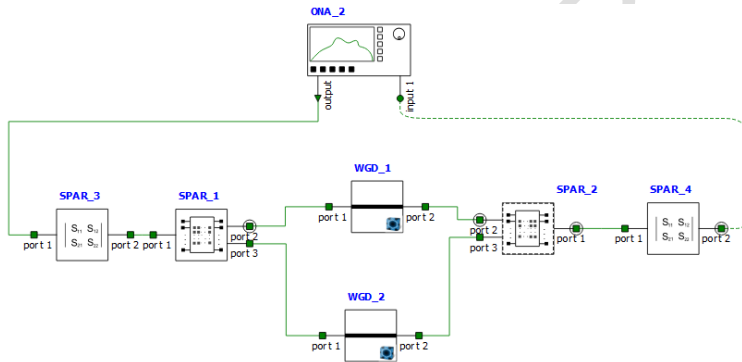 ONA_2
output
input 1
WGD_1
SPAR_3
SPAR_1
SPAR_2
SPAR_4
port 1
port 2
port 1
port 2
port 3
port 1
port 2
port 2
port 3
port 1
port 1
port 2
S₁₁ S₁₂
S₂₁ S₂₂
S₁₁ S₁₂
S₂₁ S₂₂
WGD_2
port 1
port 2